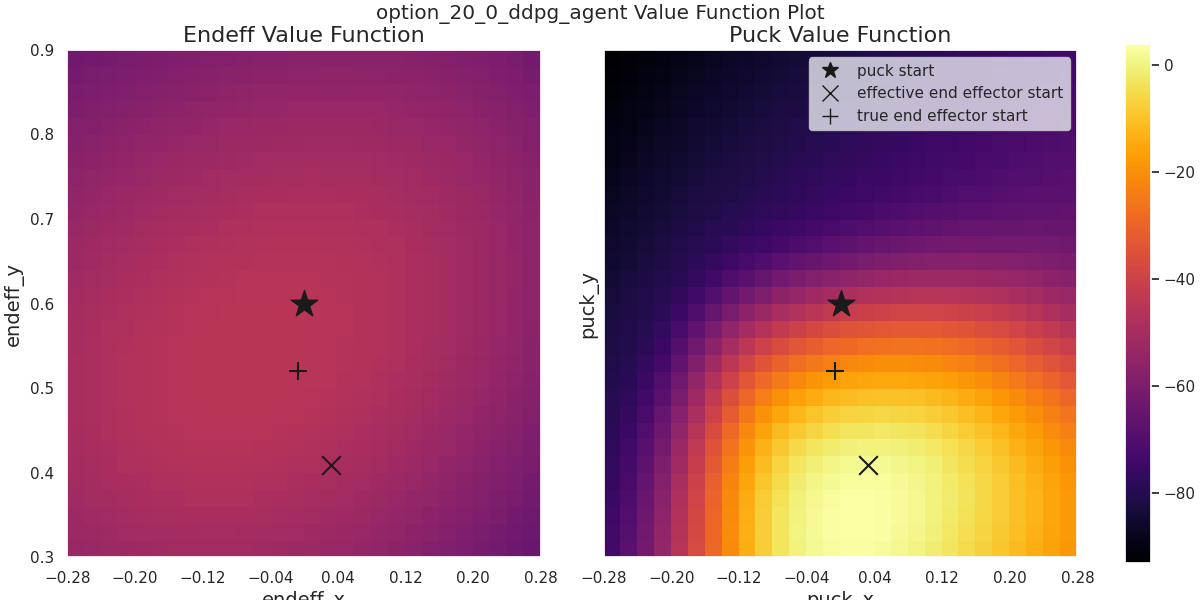 option_20_0_ddpg_agent Value Function Plot
Endeff Value Function
Puck Value Function
endeff_y
0.9
0.8
0.7
0.6
0.5
0.4
0.3
−0.28 −0.20 −0.12 −0.04 0.04 0.12 0.20 0.28
endeff_x
puck_y
puck start
effective end effector start
true end effector start
−0.28 −0.20 −0.12 −0.04 0.04 0.12 0.20 0.28
puck_x
0
−20
−40
−60
−80